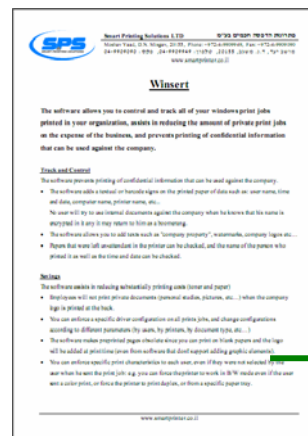 SPS
Smart Printing Solutions LTD פתרונות הדפסה חכמים בע"מ
www.smartprinter.co.il
Winsert
The software allows you to control and track all of your windows print jobs
printed in your organization, assists in reducing the amount of private print jobs
on the expense of the business, and prevents printing of confidential information
that can be used against the company.
Track and Control
The software prevents printing of confidential information that can be used against the company.
• The software adds a textual or barcode sign on the printed paper of data such as: user name, time
and date, computer name, printer name, etc..
No user will try to use internal documents against the company when he knows that his name is
encrypted in it any it may return to him as a boomerang.
• The software allows you to add texts such as "company property", watermarks, company logos etc...
• Papers that were left unattendant in the printer can be checked, and the name of the person who
printed it as well as the time and date can be checked.
Savings
The software assists in reducing substantially printing costs (toner and paper)
• Employees will not print private documents (personal studies, pictures, etc...) when the company
logo is printed at the back.
• You can enforce a specific driver configuration on all prints jobs, and change configurations
according to different parameters (by users, by printers, by document type, etc...)
• The software makes preprinted pages obsolete since you can print on blank papers and the logo
will be added at print time (even from software that don't support adding graphic elements).
• You can enforce specific print characteristics to each user, even if they were not selected by the
user when he sent the print job: e.g. you can force the printer to work in B/W mode even if the user
sent a color print, or force the printer to print duplex, or from a specific paper tray.
www.smartprinter.co.il